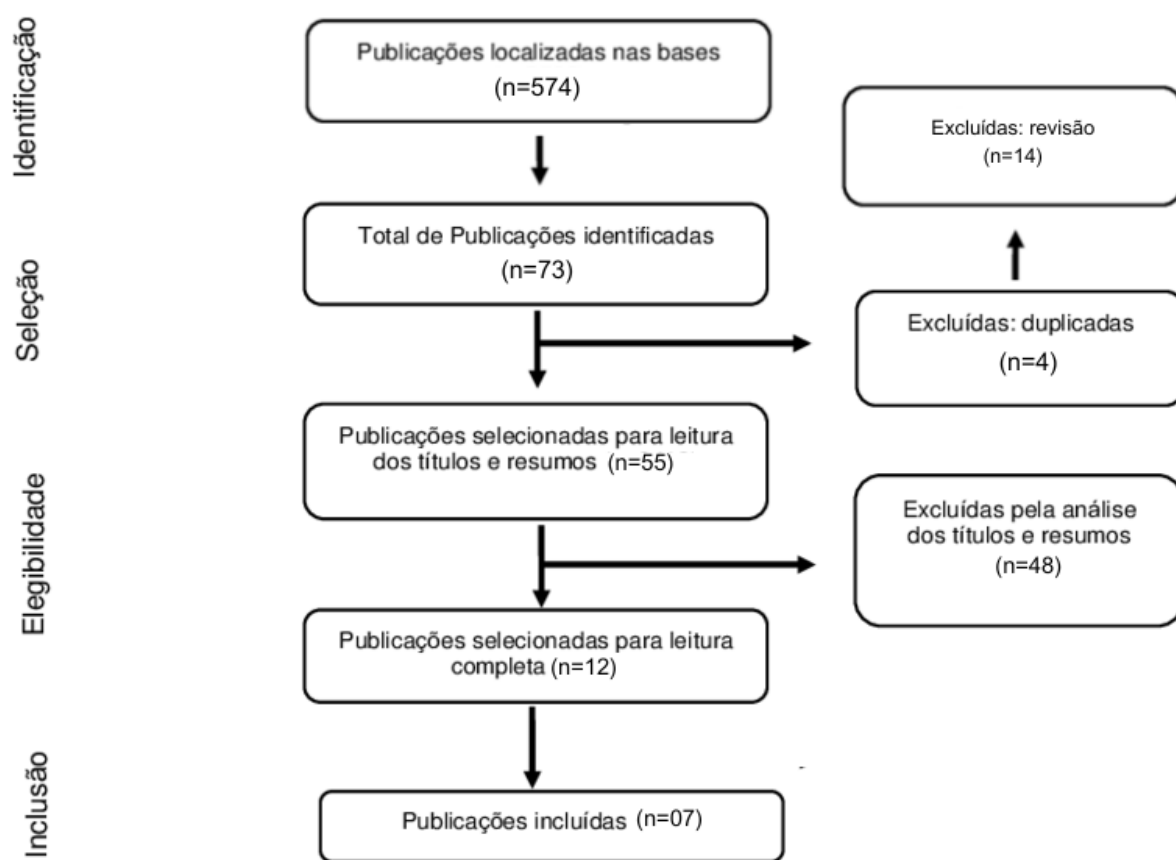 Identificação
Publicações localizadas nas bases
(n=574)
Excluídas: revisão
(n=14)
Total de Publicações identificadas
(n=73)
Seleção
Excluídas: duplicadas
(n=4)
Publicações selecionadas para leitura
dos títulos e resumos (n=55)
Elegibilidade
Excluídas pela análise
dos títulos e resumos
(n=48)
Publicações selecionadas para leitura
completa (n=12)
Inclusão
Publicações incluídas (n=07)